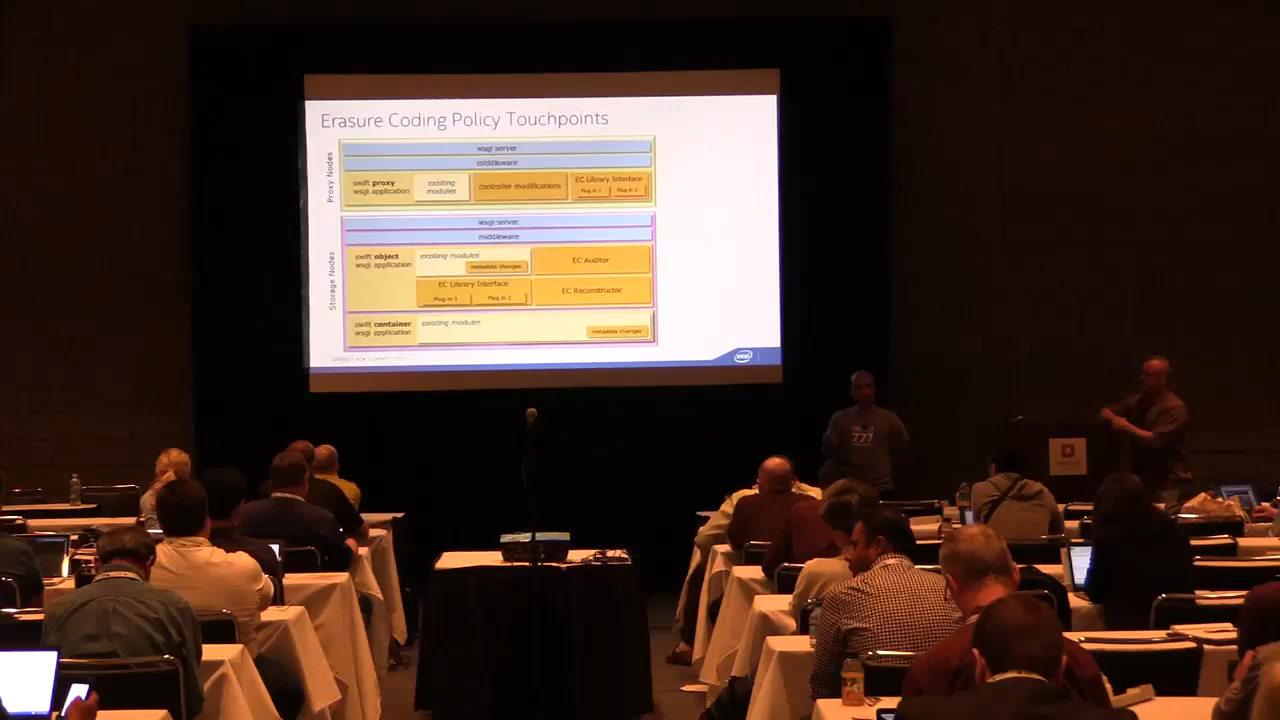 Erasure Coding Policy Touchpoints
Proxy Nodes
wsgi server
middleware
swift proxy
wsgi application
existing
modules
controller modifications
EC Library Interface
Plug in 1
Plug in 2
Storage Nodes
wsgi server
middleware
swift object
wsgi application
existing modules
metadata changes
EC Auditor
EC Library Interface
Plug in 2
EC Reconstructor
swift container
wsgi application
existing modules
metadata changes
intel
777